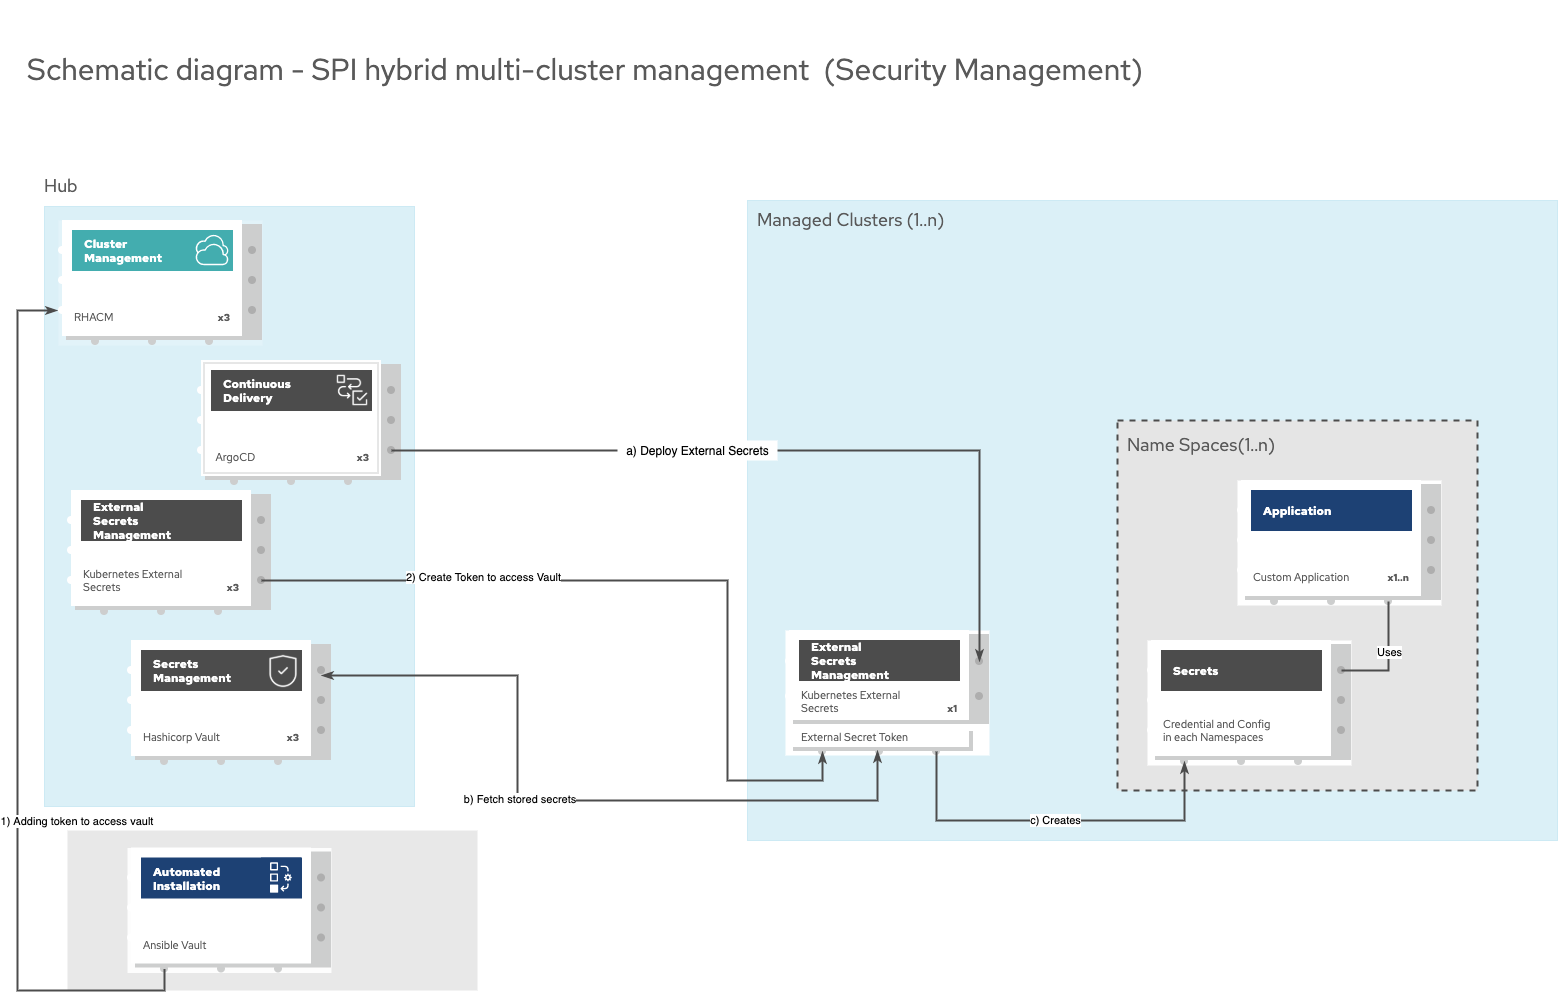 Schematic diagram - SPI hybrid multi-cluster management (Security Management)
Hub
Cluster
Management
RHACM x3
Continuous
Delivery
ArgoCD x3
External
Secrets
Management
Kubernetes External
Secrets x3
Secrets
Management
Hashicorp Vault x3
1) Adding token to access vault
Automated
Installation
Ansible Vault
a) Deploy External Secrets
2) Create Token to access Vault
b) Fetch stored secrets
Managed Clusters (1..n)
External
Secrets
Management
Kubernetes External
Secrets x1
External Secret Token
c) Creates
Name Spaces(1..n)
Application
Custom Application x1..n
Uses
Secrets
Credential and Config
in each Namespaces